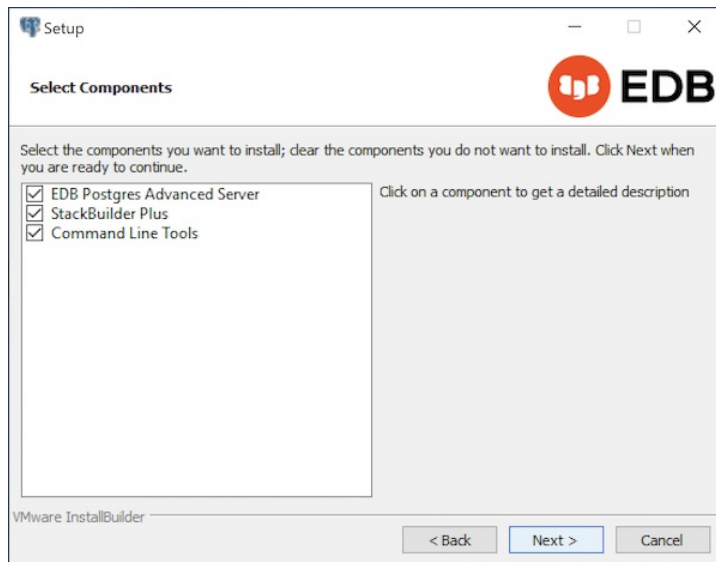 Setup
Select Components
EDB
Select the components you want to install; clear the components you do not want to install. Click Next when
you are ready to continue.
EDB Postgres Advanced Server
StackBuilder Plus
Command Line Tools
Click on a component to get a detailed description
VMware InstallBuilder
< Back
Next >
Cancel